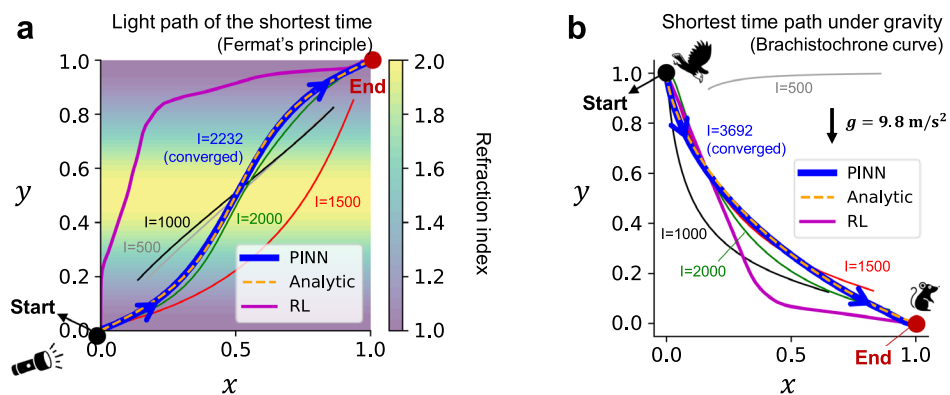 a
Light path of the shortest time
(Fermat's principle)
1.0
0.8
0.6
0.4
0.2
0.0
y
0.0
0.5
1.0
x
Start
End
I=2232
(converged)
I=1000
I=500
I=2000
I=1500
PINN
Analytic
RL
2.0
1.8
1.6
1.4
1.2
1.0
Refraction index
b
Shortest time path under gravity
(Brachistochrone curve)
1.0
0.8
0.6
0.4
0.2
0.0
y
0.0
0.5
1.0
x
Start
I=500
g = 9.8 m/s²
I=3692
(converged)
PINN
Analytic
RL
I=1000
I=2000
I=1500
End